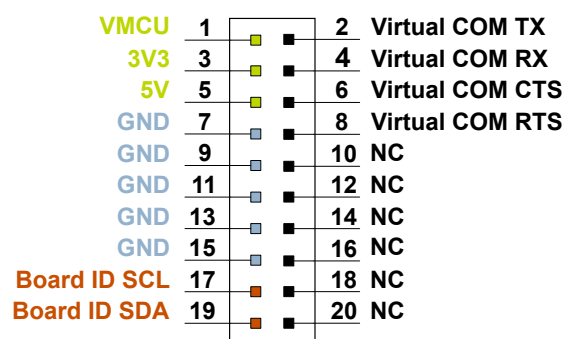 VMCU 1 2 Virtual COM TX
3V3 3 4 Virtual COM RX
5V 5 6 Virtual COM CTS
GND 7 8 Virtual COM RTS
GND 9 10 NC
GND 11 12 NC
GND 13 14 NC
GND 15 16 NC
Board ID SCL 17 18 NC
Board ID SDA 19 20 NC